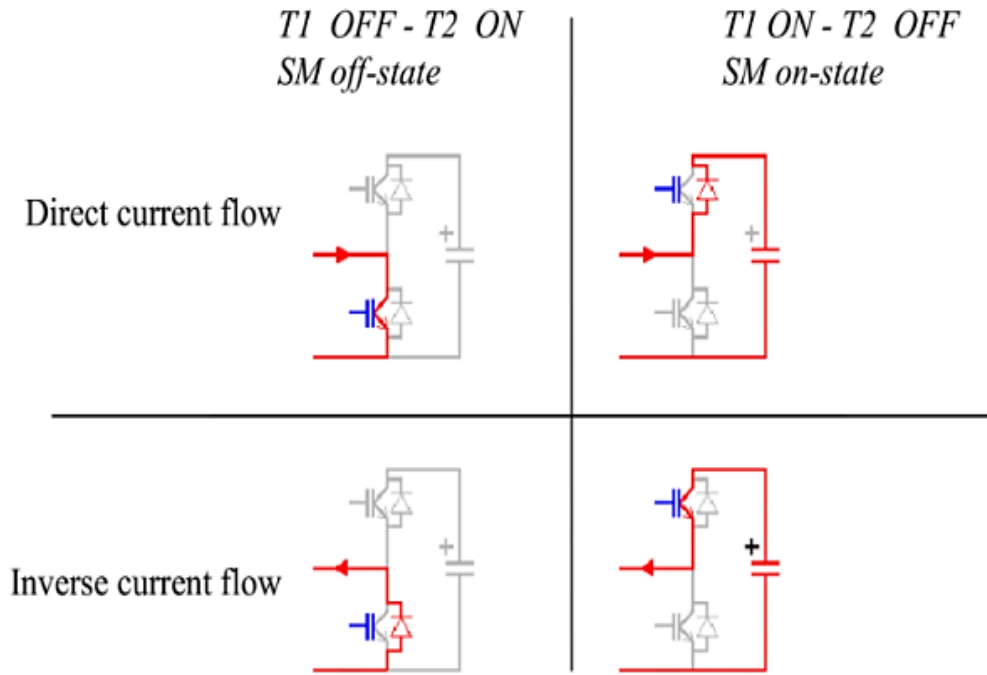 T1 OFF - T2 ON
SM off-state
T1 ON - T2 OFF
SM on-state
Direct current flow
+
+
Inverse current flow
+
+